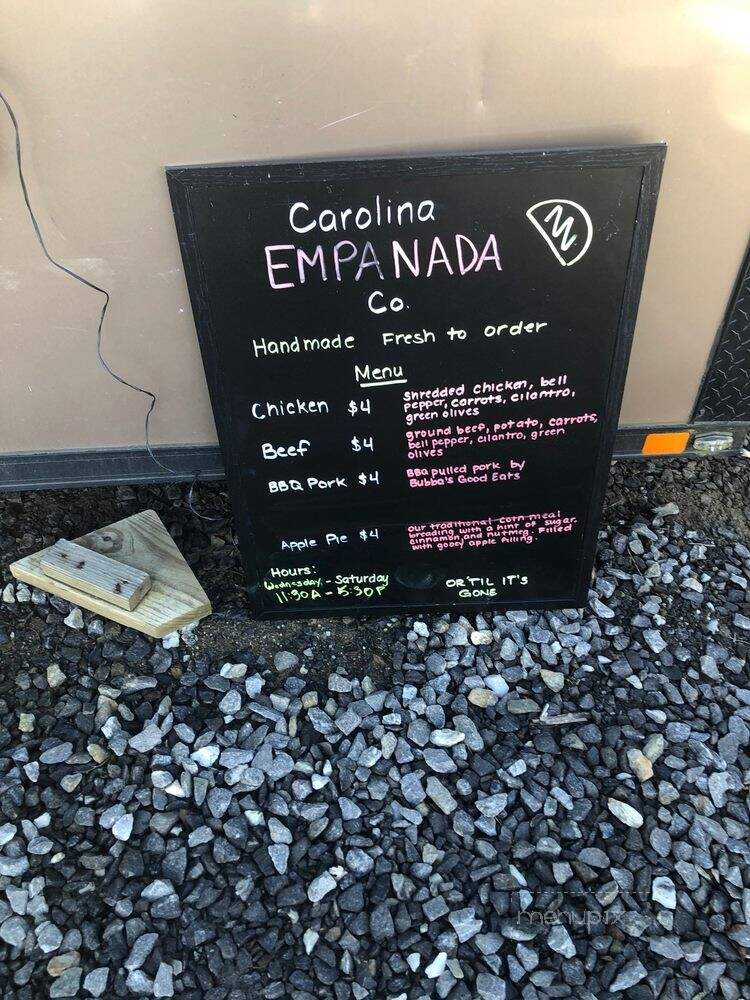 Carolina
EMPANADA
Co.
Handmade Fresh to order
Menu
Chicken $4 Shredded chicken, bell
pepper, carrots, cilantro,
green olives
Beef $4 ground beef, potato, carrots,
bell pepper, cilantro, green
olives
BBQ Pork $4 BBQ pulled pork by
Bubba's Good Eats
Apple Pie $4 our traditional corn meal
breading with a hint of sugar,
cinnamon and nutmeg. Filled
with gooey apple filling.
Hours:
Wednesday - Saturday
11:30A - 5:30P
OR TIL IT'S
GONE
menupix